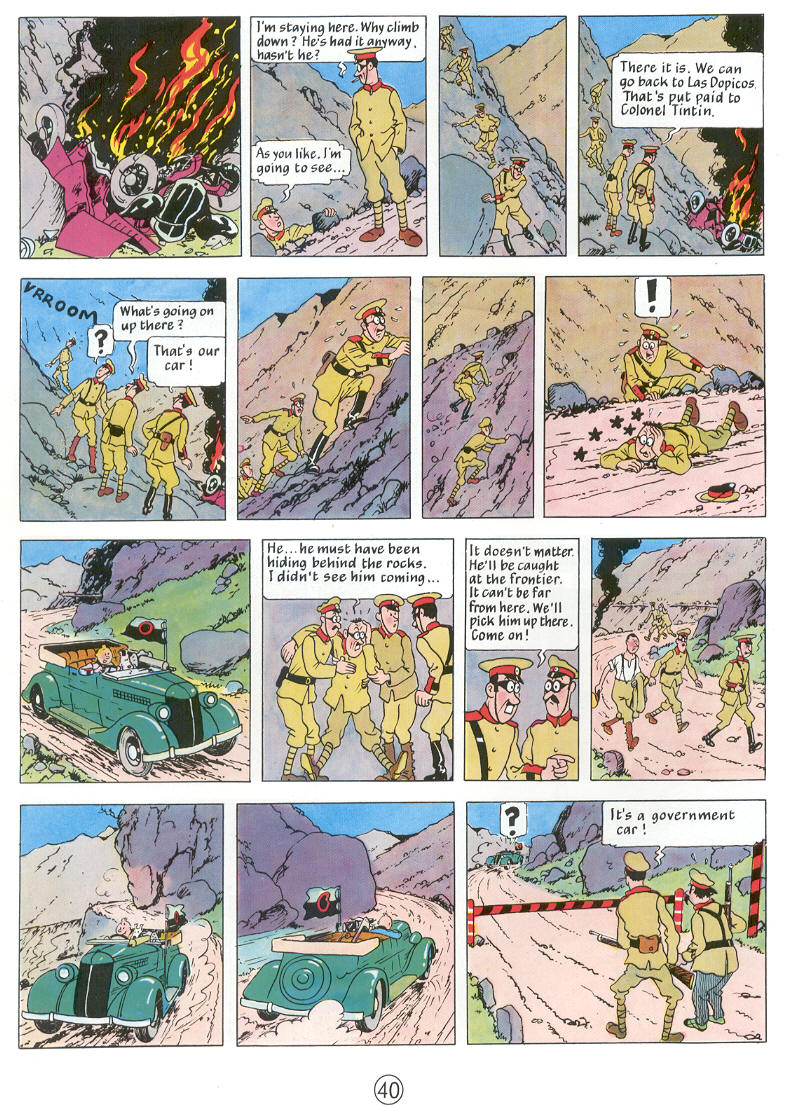 I'm staying here. Why climb
down? He's had it anyway,
hasn't he?
As you like. I'm
going to see...
There it is. We can
go back to Las Dopicos.
That's put paid to
Colonel Tintin.
VRROOM
?
What's going on
up there?
That's our
car!
!
He... he must have been
hiding behind the rocks.
I didn't see him coming...
It doesn't matter.
He'll be caught
at the frontier.
It can't be far
from here. We'll
pick him up there.
Come on!
?
It's a government
car!
40